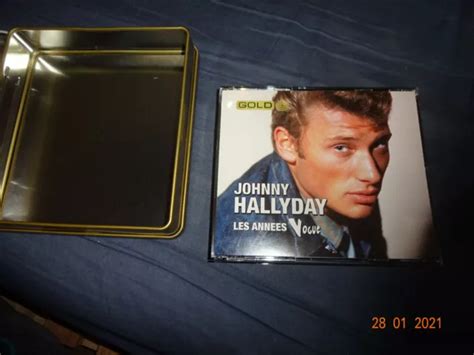 GOLD
JOHNNY
HALLYDAY
LES ANNEES VOGUE
28 01 2021